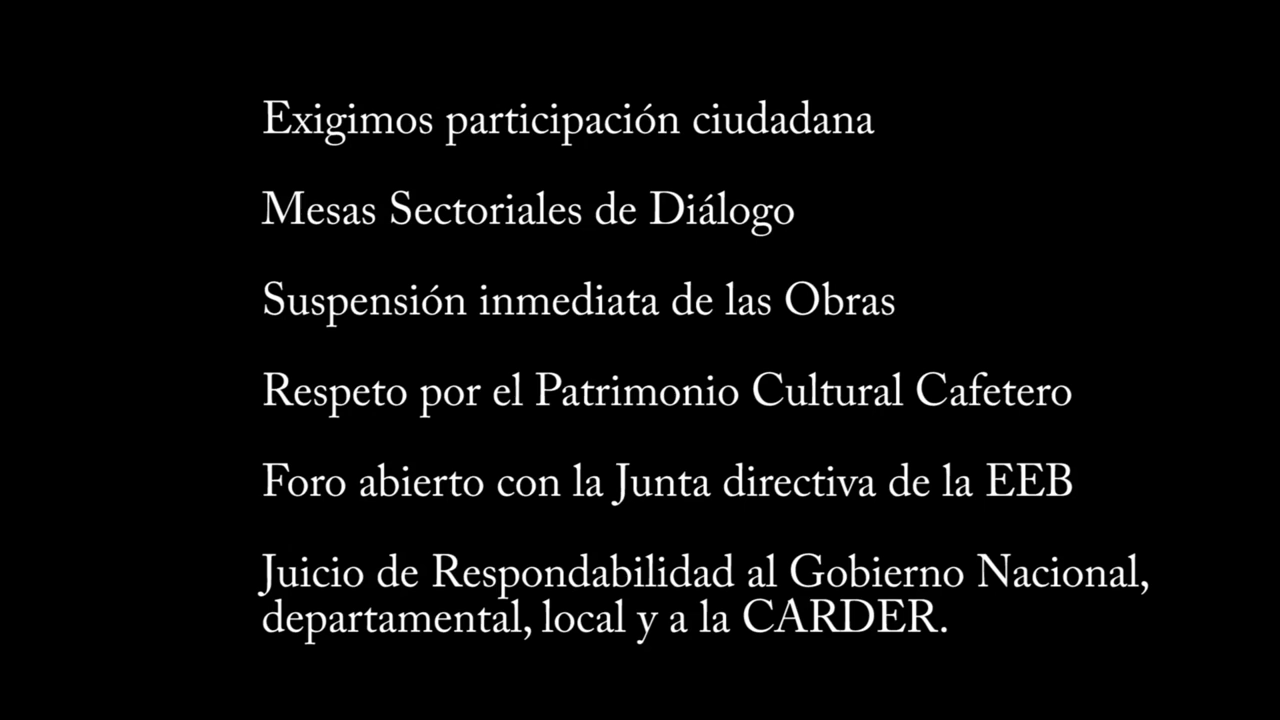 Exigimos participación ciudadana
Mesas Sectoriales de Diálogo
Suspensión inmediata de las Obras
Respeto por el Patrimonio Cultural Cafetero
Foro abierto con la Junta directiva de la EEB
Juicio de Respondabilidad al Gobierno Nacional,
departamental, local y a la CARDER.